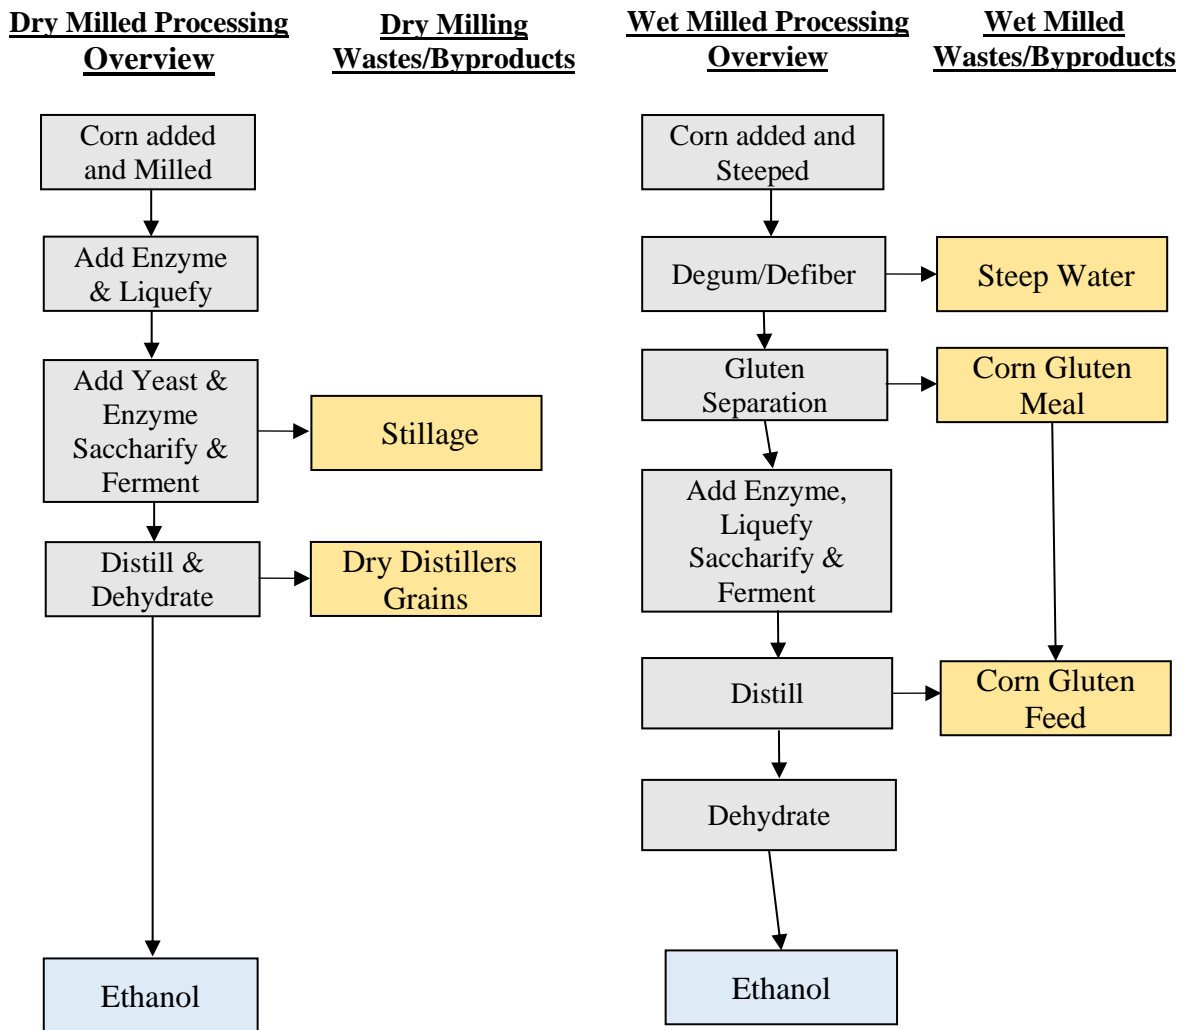 Dry Milled Processing
Overview
Dry Milling
Wastes/Byproducts
Corn added
and Milled
Add Enzyme
& Liquefy
Add Yeast &
Enzyme
Saccharify &
Ferment
Stillage
Distill &
Dehydrate
Dry Distillers
Grains
Ethanol
Wet Milled Processing
Overview
Wet Milled
Wastes/Byproducts
Corn added and
Steeped
Degum/Defiber
Steep Water
Gluten
Separation
Corn Gluten
Meal
Add Enzyme,
Liquefy
Saccharify &
Ferment
Distill
Corn Gluten
Feed
Dehydrate
Ethanol